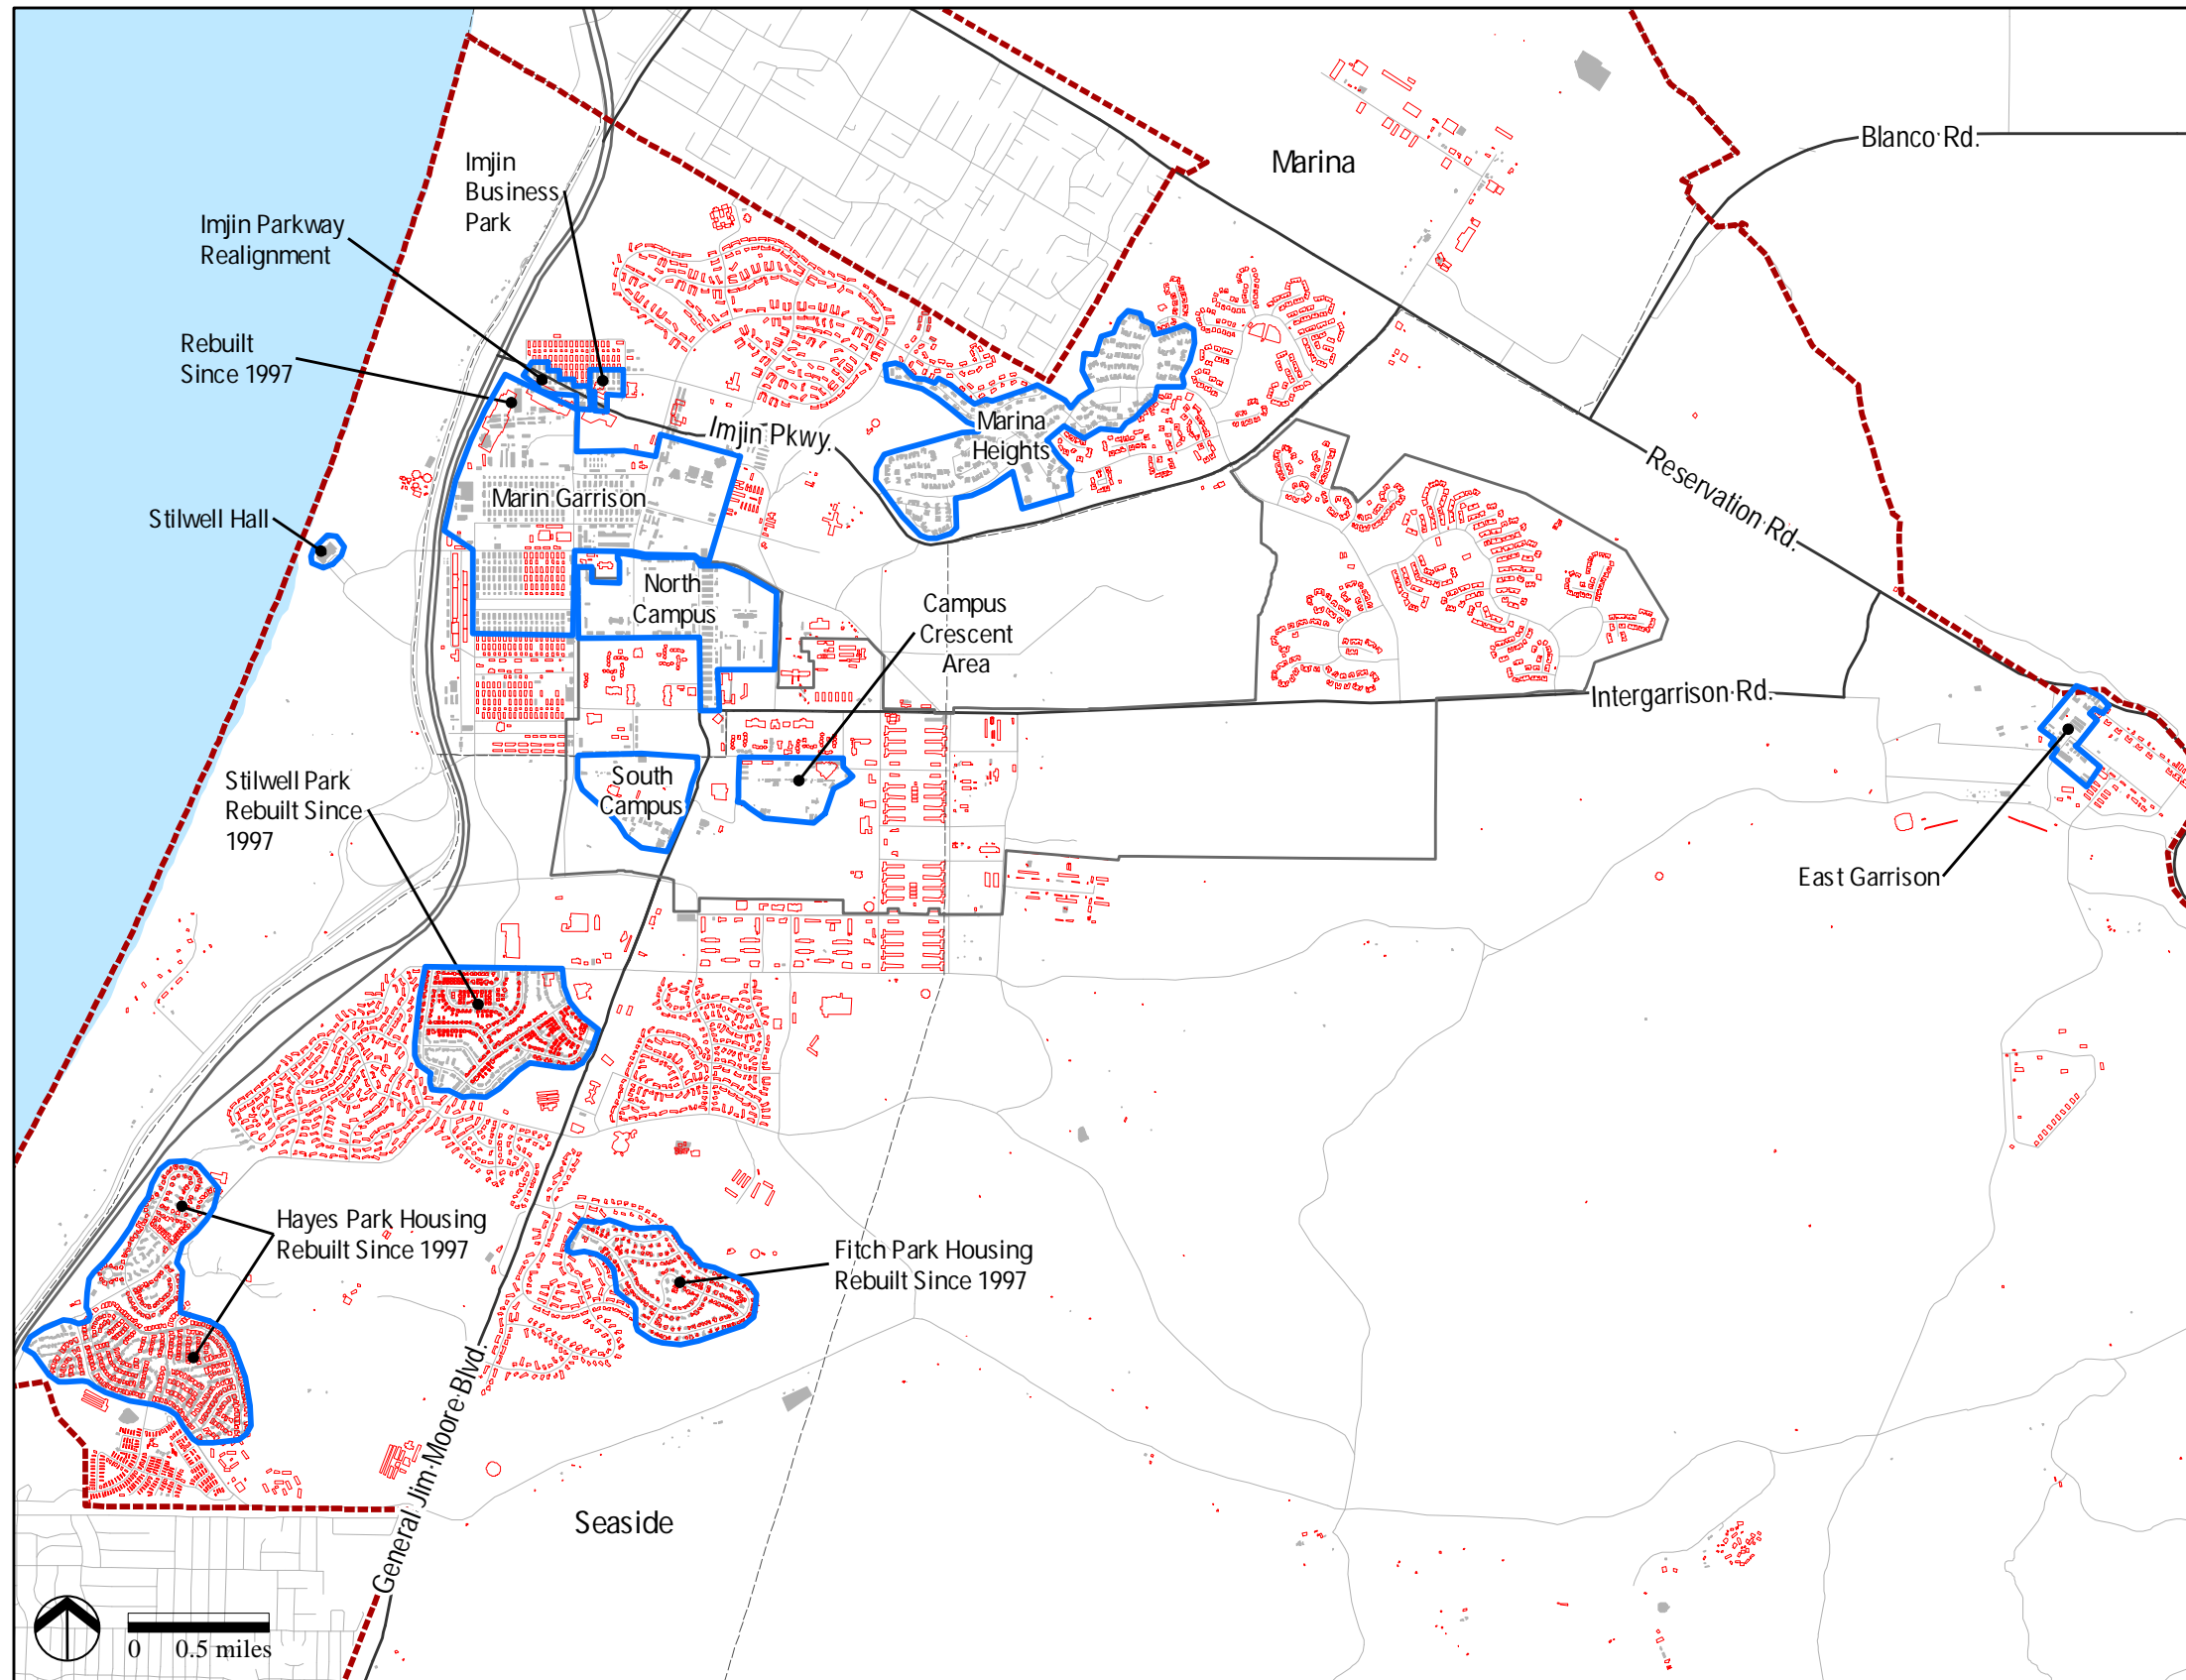 Marina
Blanco Rd.
Imjin
Business
Park
Imjin Parkway
Realignment
Rebuilt
Since 1997
Imjin Pkwy.
Marina
Heights
Reservation Rd.
Marin Garrison
Stilwell Hall
North
Campus
Campus
Crescent
Area
Intergarrison Rd.
Stilwell Park
Rebuilt Since
1997
South
Campus
East Garrison
Hayes Park Housing
Rebuilt Since 1997
Fitch Park Housing
Rebuilt Since 1997
General Jim Moore Blvd.
Seaside
0 0.5 miles